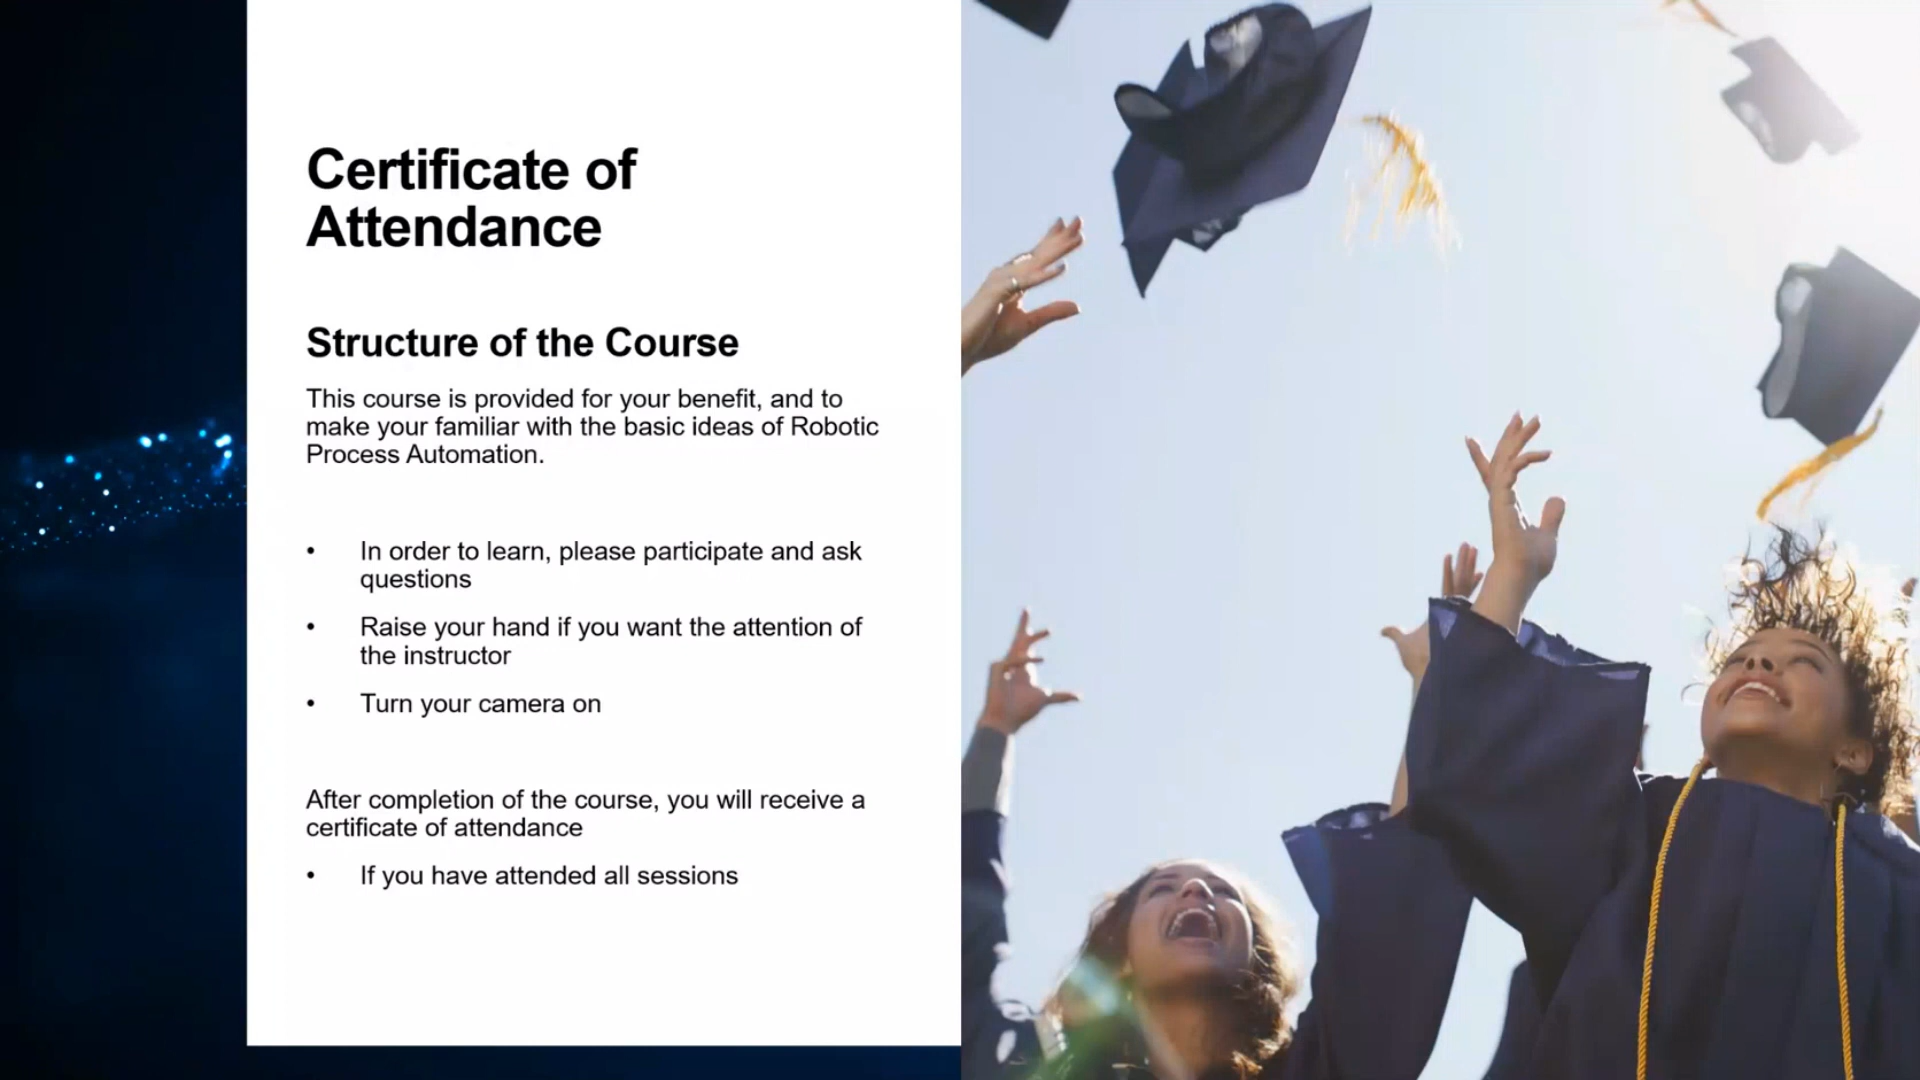 Certificate of
Attendance
Structure of the Course
This course is provided for your benefit, and to
make your familiar with the basic ideas of Robotic
Process Automation.
• In order to learn, please participate and ask
questions
• Raise your hand if you want the attention of
the instructor
• Turn your camera on
After completion of the course, you will receive a
certificate of attendance
• If you have attended all sessions